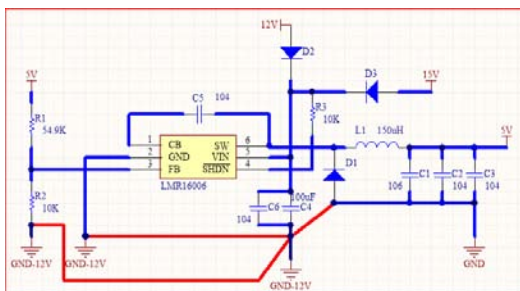 12V
D2
D3
15V
5V
C5 104
R1
54.9K
R3
10K
L1 150uH
5V
1 CB SW 6
2 GND VIN 5
3 FB SHDN 4
LMR16006
D1
R2
10K
100uF
C6 C4
104
C1 C2 C3
106 104 104
GND-12V
GND-12V
GND-12V
GND